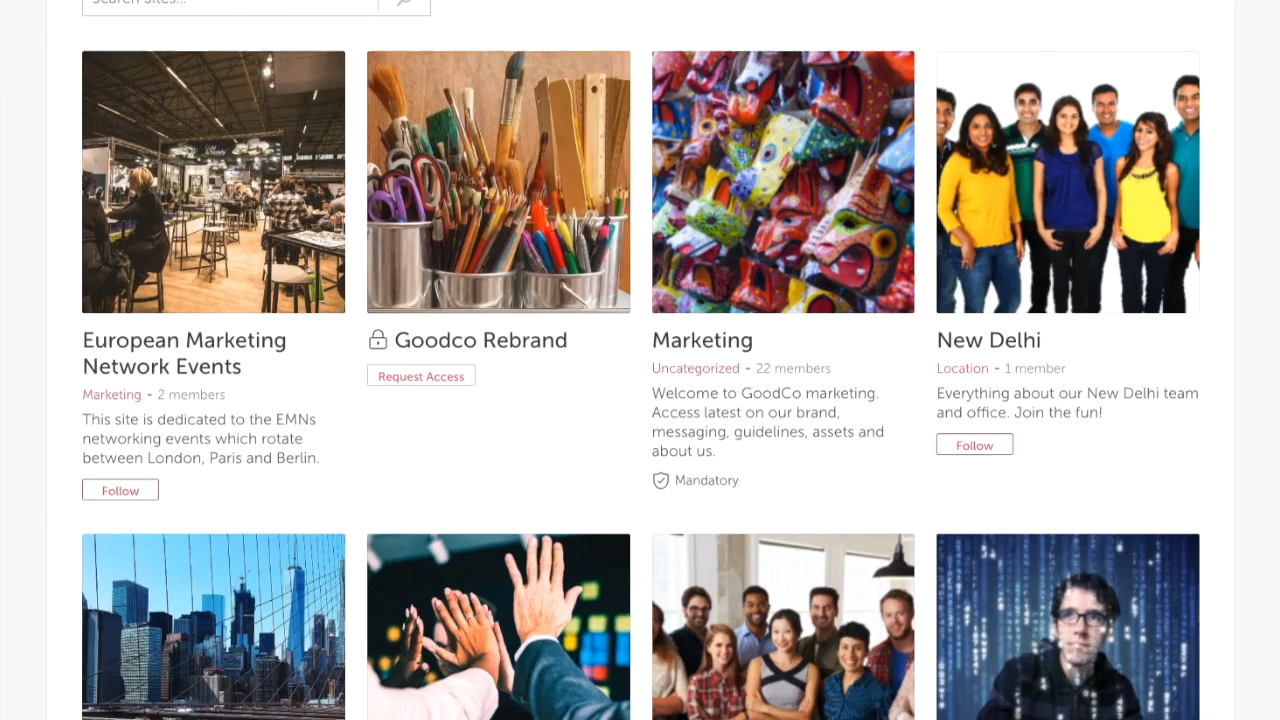 Search sites...
European Marketing
Network Events
Marketing - 2 members
This site is dedicated to the EMNs
networking events which rotate
between London, Paris and Berlin.
Follow
Goodco Rebrand
Request Access
Marketing
Uncategorized - 22 members
Welcome to GoodCo marketing.
Access latest on our brand,
messaging, guidelines, assets and
about us.
Mandatory
New Delhi
Location - 1 member
Everything about our New Delhi team
and office. Join the fun!
Follow